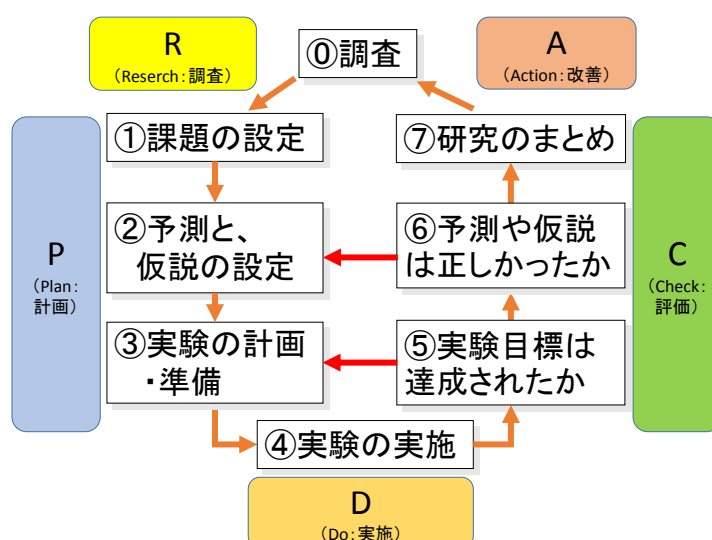 R
(Reserch:調査)
⓪調査
A
(Action:改善)
①課題の設定
⑦研究のまとめ
P
(Plan:
計画)
②予測と、
仮説の設定
⑥予測や仮説
は正しかったか
C
(Check:
評価)
③実験の計画
・準備
⑤実験目標は
達成されたか
④実験の実施
D
(Do:実施)